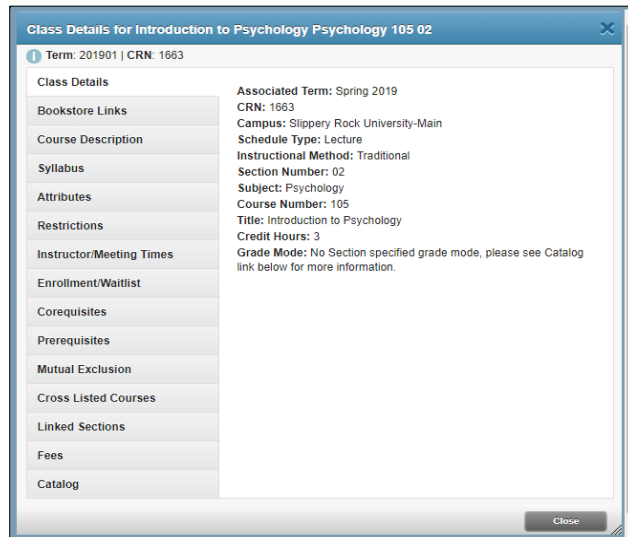 Class Details for Introduction to Psychology Psychology 105 02
Term: 201901 | CRN: 1663
Class Details
Bookstore Links
Course Description
Syllabus
Attributes
Restrictions
Instructor/Meeting Times
Enrollment/Waitlist
Corequisites
Prerequisites
Mutual Exclusion
Cross Listed Courses
Linked Sections
Fees
Catalog
Associated Term: Spring 2019
CRN: 1663
Campus: Slippery Rock University-Main
Schedule Type: Lecture
Instructional Method: Traditional
Section Number: 02
Subject: Psychology
Course Number: 105
Title: Introduction to Psychology
Credit Hours: 3
Grade Mode: No Section specified grade mode, please see Catalog
link below for more information.
Close